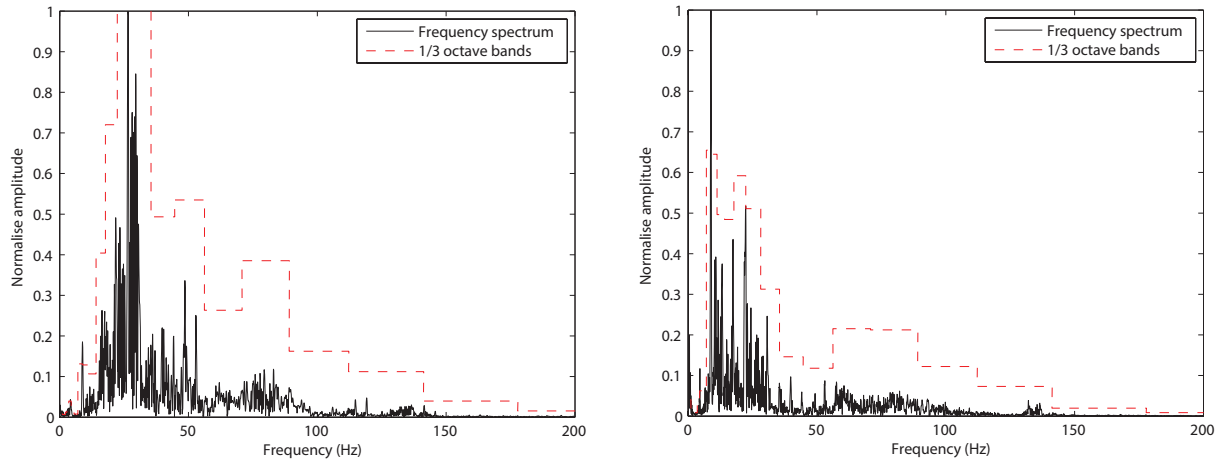 1
0.9
0.8
0.7
0.6
0.5
0.4
0.3
0.2
0.1
0
Normalise amplitude
Frequency spectrum
1/3 octave bands
0 50 100 150 200
Frequency (Hz)
1
0.9
0.8
0.7
0.6
0.5
0.4
0.3
0.2
0.1
0
Normalise amplitude
Frequency spectrum
1/3 octave bands
0 50 100 150 200
Frequency (Hz)